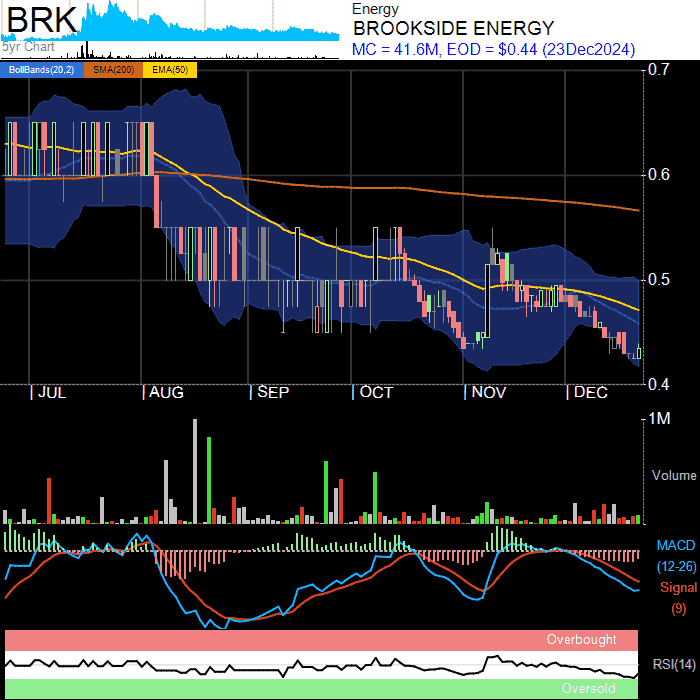 BRK
5yr Chart
Energy
BROOKSIDE ENERGY
MC = 41.6M, EOD = $0.44 (23Dec2024)
BollBands(20,2) SMA(200) EMA(50)
0.7
0.6
0.5
0.4
JUL AUG SEP OCT NOV DEC
1M
Volume
MACD
(12-26)
Signal
(9)
Overbought
RSI(14)
Oversold